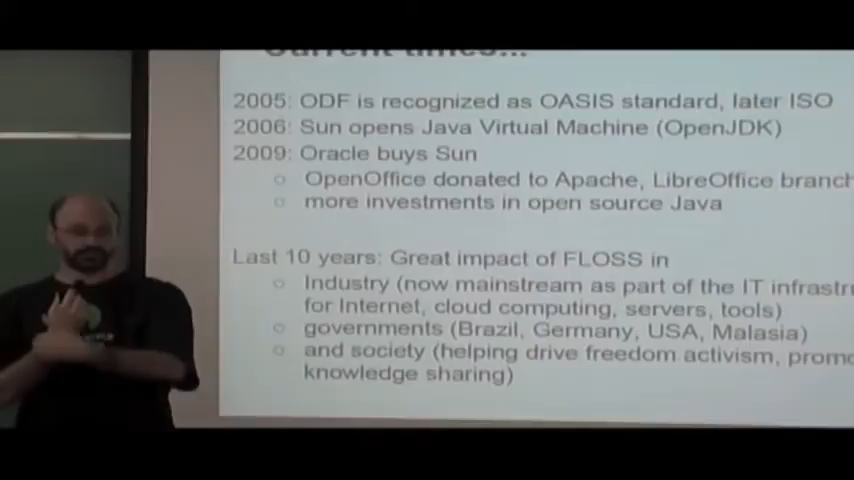 Current times...
2005: ODF is recognized as OASIS standard, later ISO
2006: Sun opens Java Virtual Machine (OpenJDK)
2009: Oracle buys Sun
OpenOffice donated to Apache, LibreOffice branch
more investments in open source Java
Last 10 years: Great impact of FLOSS in
Industry (now mainstream as part of the IT infrastru
for Internet, cloud computing, servers, tools)
governments (Brazil, Germany, USA, Malasia)
and society (helping drive freedom activism, promo
knowledge sharing)